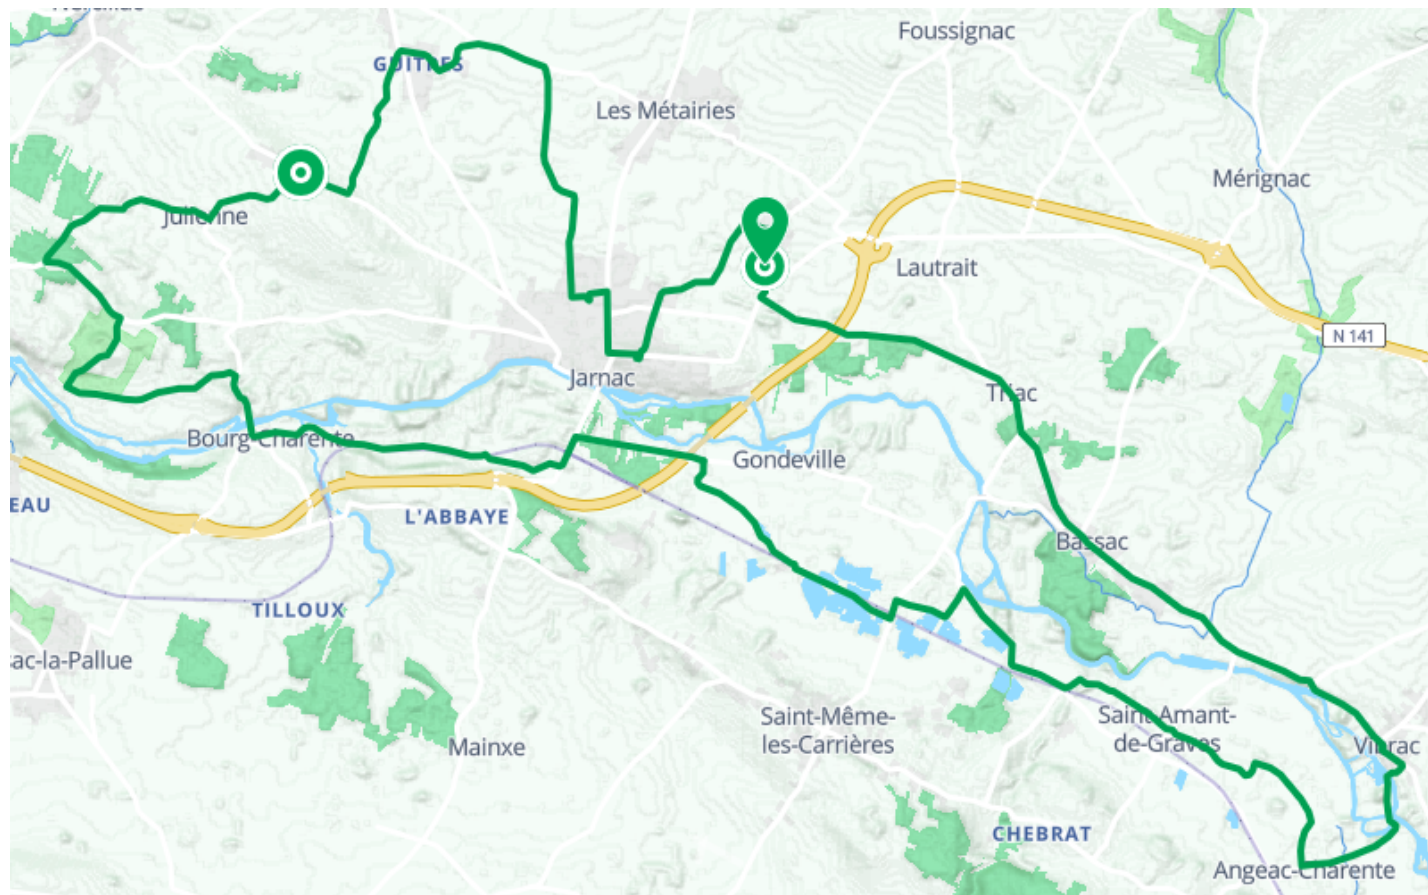 Foussignac
GUITRES
Les Métairies
Mérignac
Julienne
Lautrait
N 141
Jarnac
Triac
Bourg-Charente
Gondeville
EAU
L'ABBAYE
Bassac
TILLOUX
ac-la-Pallue
Saint-Même-
les-Carrières
Saint-Amant-
de-Graves
Vibrac
Mainxe
CHEBRAT
Angeac-Charente